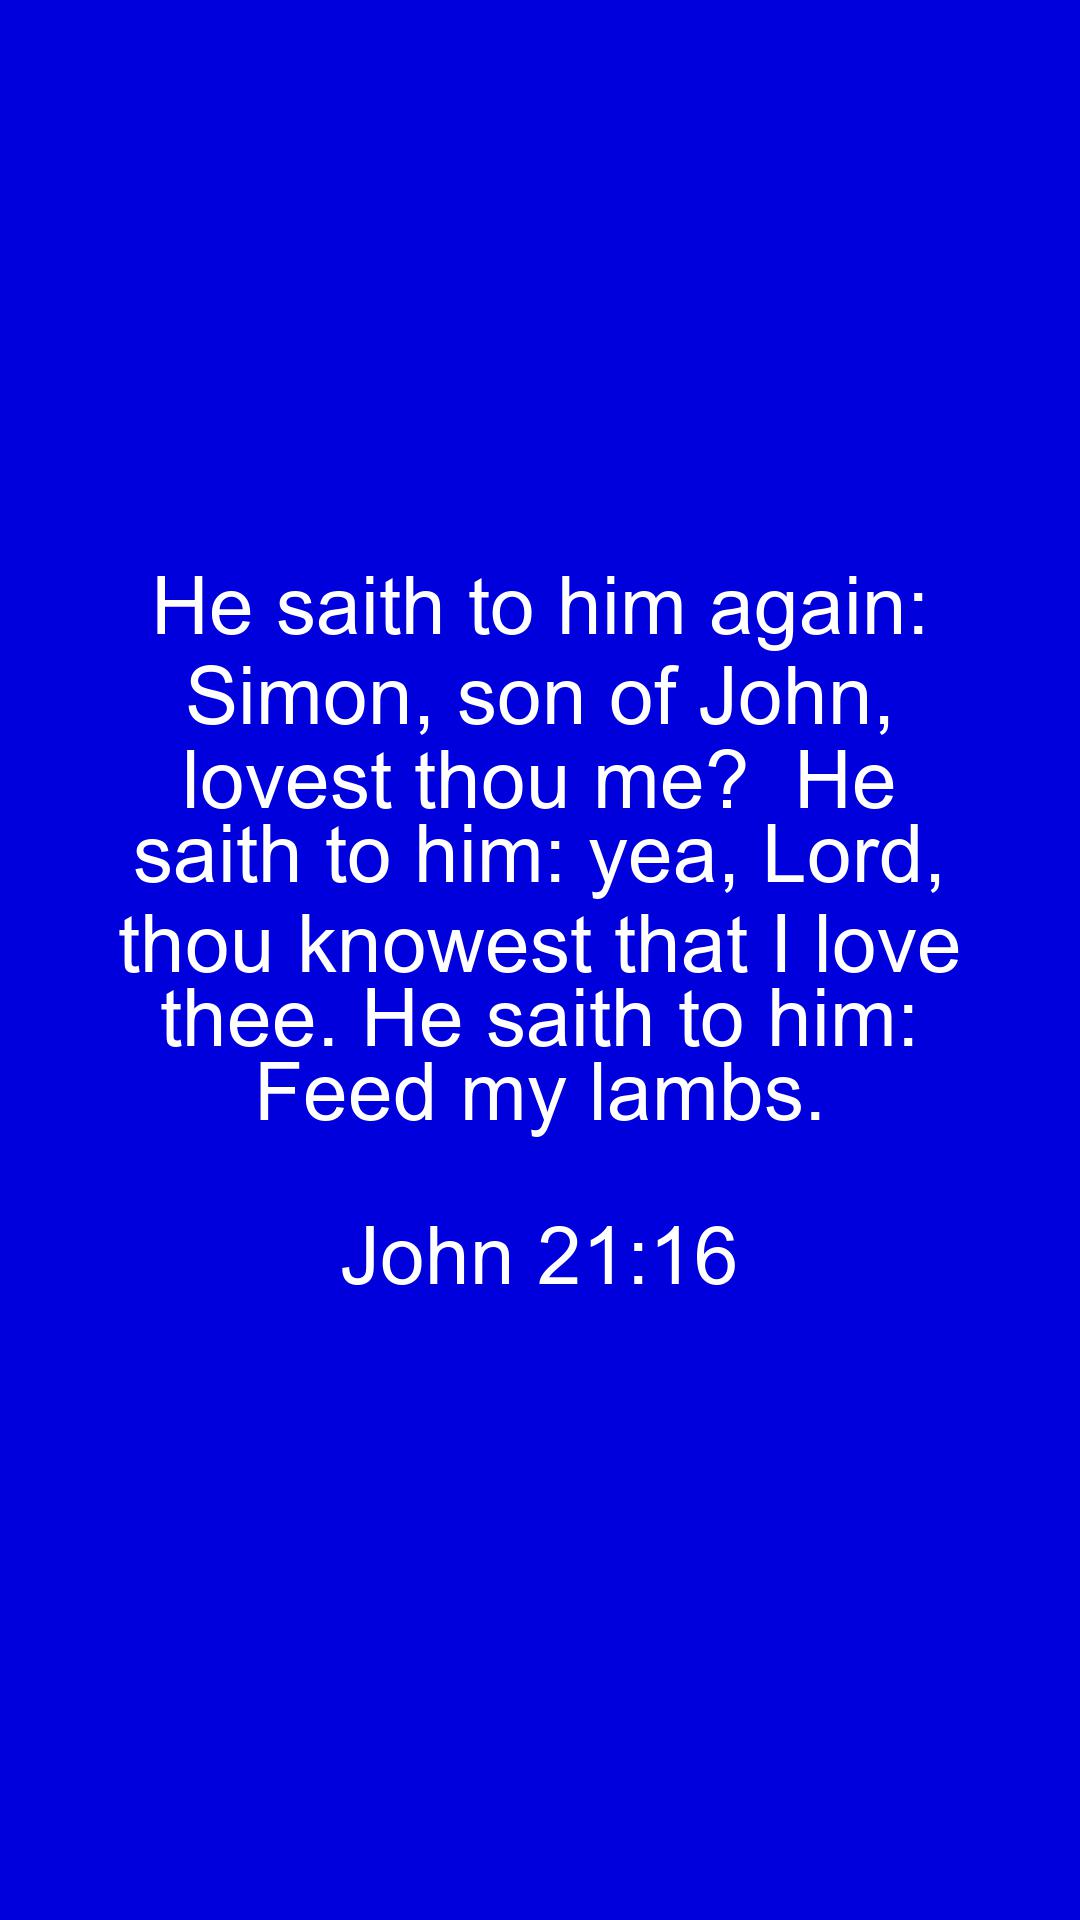 He saith to him again:
Simon, son of John,
lovest thou me?  He
saith to him: yea, Lord,
thou knowest that I love
thee. He saith to him:
Feed my lambs.
John 21:16